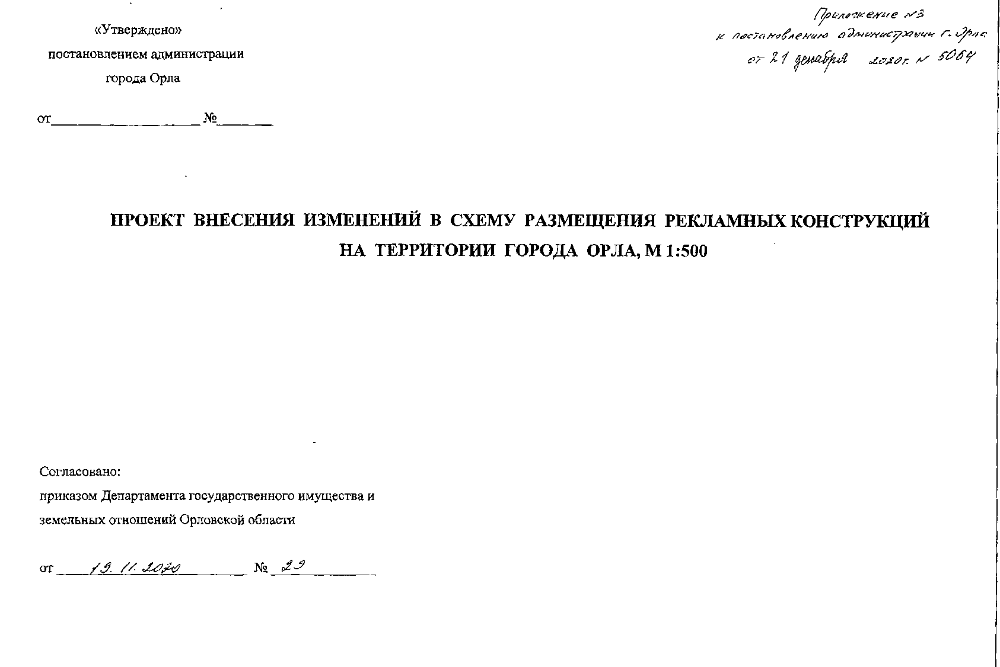 «Утверждено»
постановлением администрации
города Орла
от__________________ №_______
Приложение №3
к постановлению администрации г. Орла
от 21 декабря 2020г. № 5064
ПРОЕКТ ВНЕСЕНИЯ ИЗМЕНЕНИЙ В СХЕМУ РАЗМЕЩЕНИЯ РЕКЛАМНЫХ КОНСТРУКЦИЙ
НА ТЕРРИТОРИИ ГОРОДА ОРЛА, М 1:500
Согласовано:
приказом Департамента государственного имущества и
земельных отношений Орловской области
от 19.11.2020 № 29